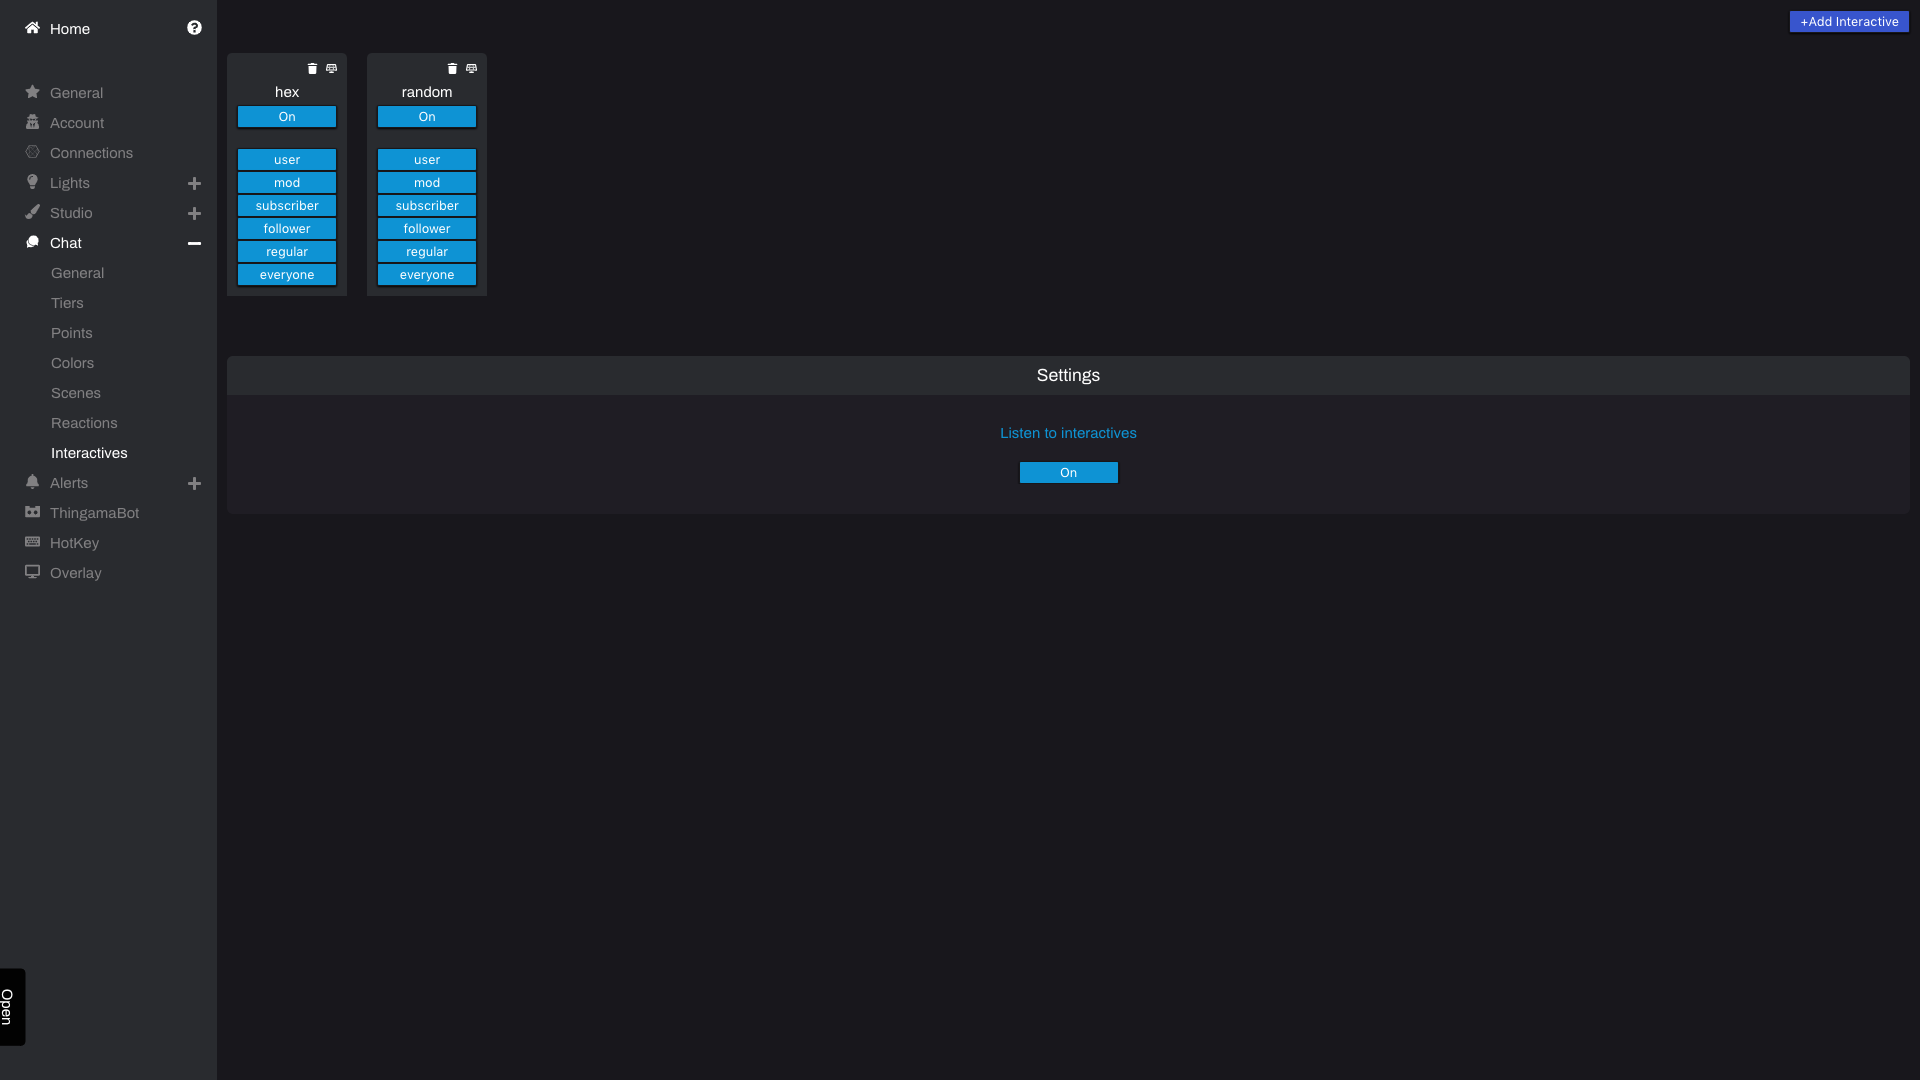 Home
General
Account
Connections
Lights
Studio
Chat
General
Tiers
Points
Colors
Scenes
Reactions
Interactives
Alerts
ThingamaBot
HotKey
Overlay
Open
+Add Interactive
hex
On
user
mod
subscriber
follower
regular
everyone
random
On
user
mod
subscriber
follower
regular
everyone
Settings
Listen to interactives
On